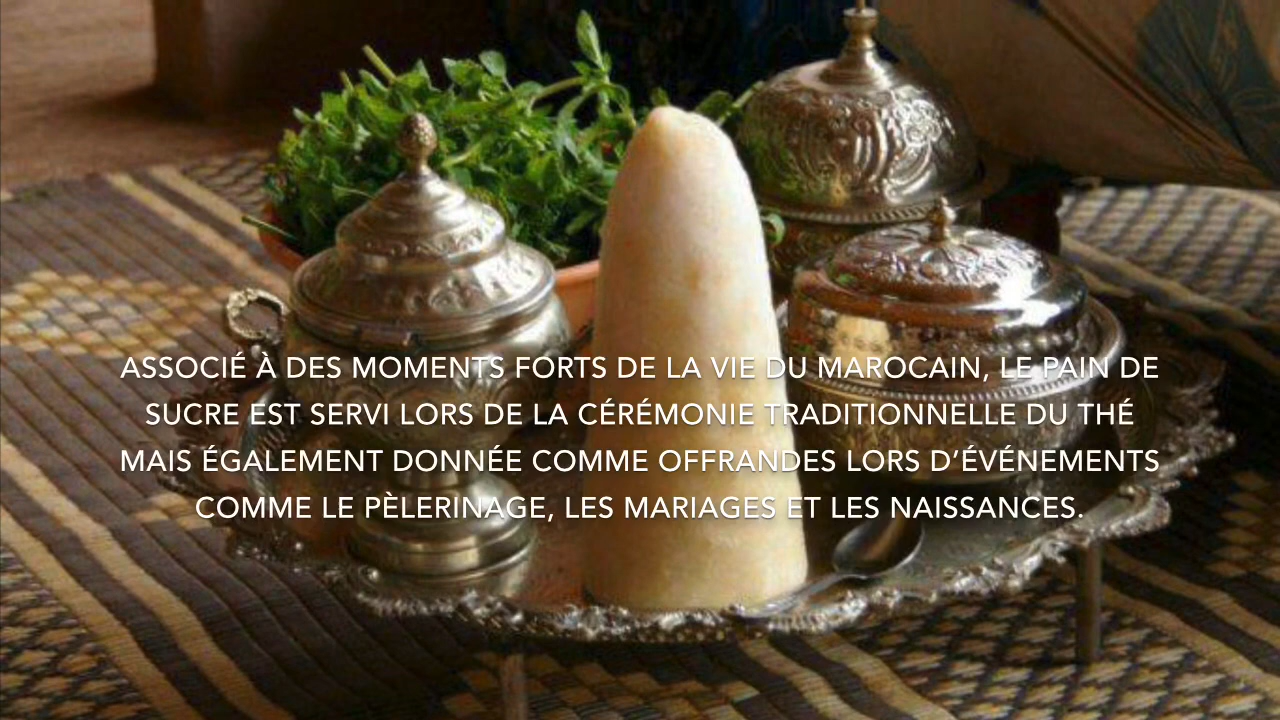 ASSOCIÉ À DES MOMENTS FORTS DE LA VIE DU MAROCAIN, LE PAIN DE
SUCRE EST SERVI LORS DE LA CÉRÉMONIE TRADITIONNELLE DU THÉ
MAIS ÉGALEMENT DONNÉE COMME OFFRANDES LORS D’ÉVÉNEMENTS
COMME LE PÈLERINAGE, LES MARIAGES ET LES NAISSANCES.